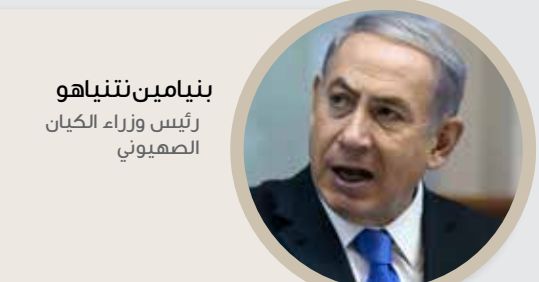 بنيامين نتنياهو
رئيس وزراء الكيان
الصهيوني